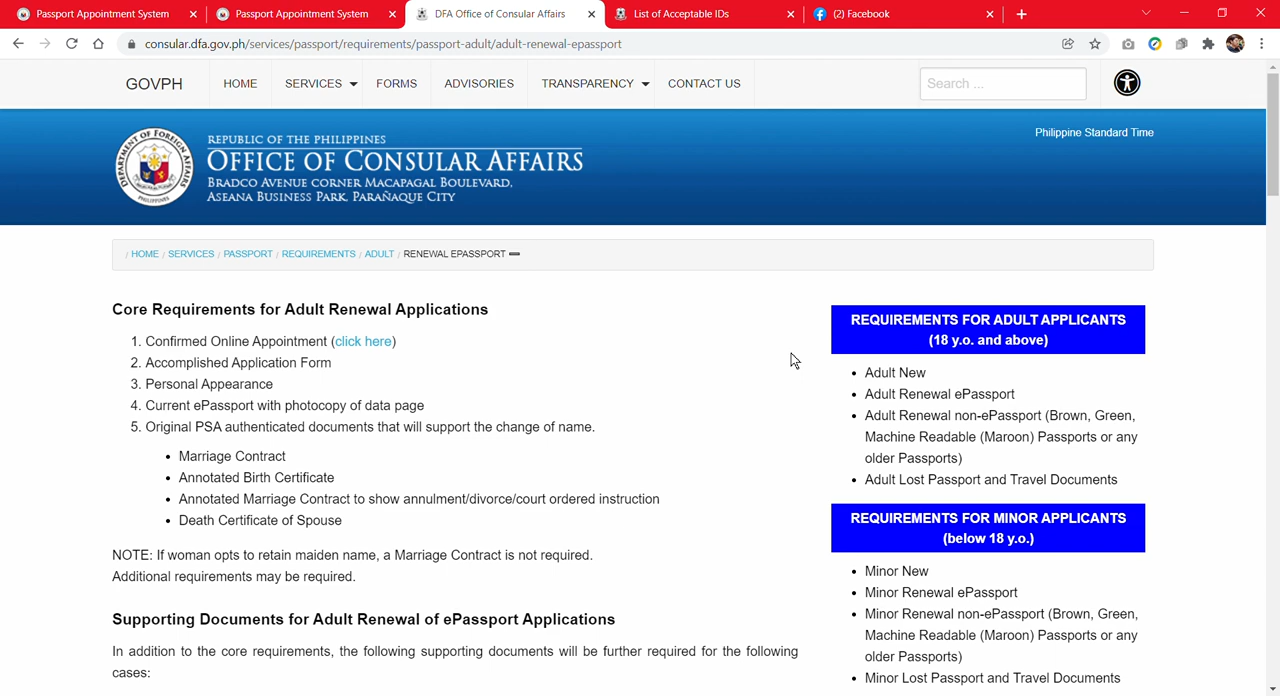 Passport Appointment System
Passport Appointment System
DFA Office of Consular Affairs
List of Acceptable IDs
(2) Facebook
consular.dfa.gov.ph/services/passport/requirements/passport-adult/adult-renewal-epassport
GOVPH
HOME
SERVICES
FORMS
ADVISORIES
TRANSPARENCY
CONTACT US
Search ...
DEPARTMENT OF FOREIGN AFFAIRS
PHILIPPINES
REPUBLIC OF THE PHILIPPINES
OFFICE OF CONSULAR AFFAIRS
BRADCO AVENUE CORNER MACAPAGAL BOULEVARD,
ASEANA BUSINESS PARK, PARAÑAQUE CITY
Philippine Standard Time
/ HOME / SERVICES / PASSPORT / REQUIREMENTS / ADULT / RENEWAL EPASSPORT
Core Requirements for Adult Renewal Applications
1. Confirmed Online Appointment (click here)
2. Accomplished Application Form
3. Personal Appearance
4. Current ePassport with photocopy of data page
5. Original PSA authenticated documents that will support the change of name.
• Marriage Contract
• Annotated Birth Certificate
• Annotated Marriage Contract to show annulment/divorce/court ordered instruction
• Death Certificate of Spouse
NOTE: If woman opts to retain maiden name, a Marriage Contract is not required.
Additional requirements may be required.
Supporting Documents for Adult Renewal of ePassport Applications
In addition to the core requirements, the following supporting documents will be further required for the following
cases:
REQUIREMENTS FOR ADULT APPLICANTS
(18 y.o. and above)
• Adult New
• Adult Renewal ePassport
• Adult Renewal non-ePassport (Brown, Green,
Machine Readable (Maroon) Passports or any
older Passports)
• Adult Lost Passport and Travel Documents
REQUIREMENTS FOR MINOR APPLICANTS
(below 18 y.o.)
• Minor New
• Minor Renewal ePassport
• Minor Renewal non-ePassport (Brown, Green,
Machine Readable (Maroon) Passports or any
older Passports)
• Minor Lost Passport and Travel Documents